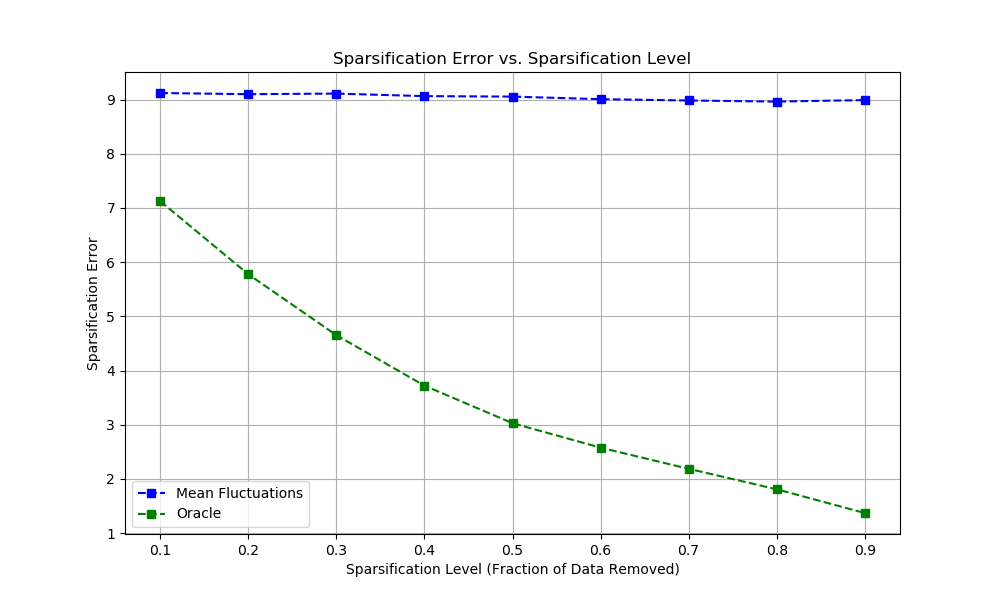 Sparsification Error vs. Sparsification Level
Sparsification Error
9
8
7
6
5
4
3
2
1
Mean Fluctuations
Oracle
0.1 0.2 0.3 0.4 0.5 0.6 0.7 0.8 0.9
Sparsification Level (Fraction of Data Removed)